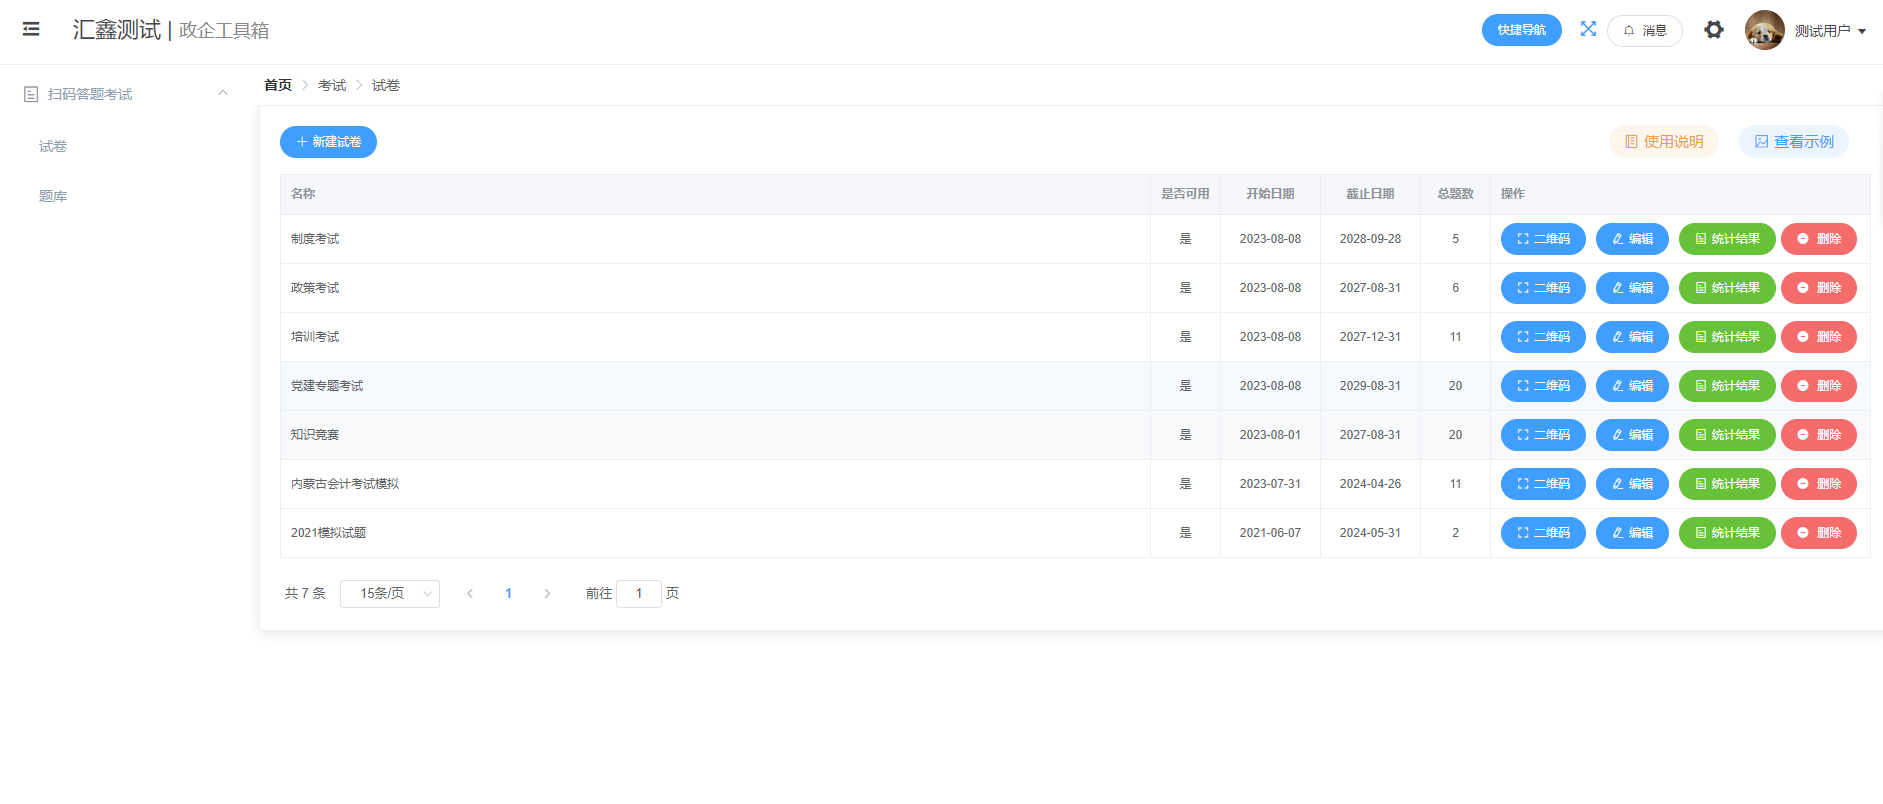 汇鑫测试 | 政企工具箱 快捷导航 消息 测试用户
扫码答题考试
试卷
题库
首页 > 考试 > 试卷
+ 新建试卷 使用说明 查看示例
名称 是否可用 开始日期 截止日期 总题数 操作
制度考试 是 2023-08-08 2028-09-28 5 二维码 编辑 统计结果 删除
政策考试 是 2023-08-08 2027-08-31 6 二维码 编辑 统计结果 删除
培训考试 是 2023-08-08 2027-12-31 11 二维码 编辑 统计结果 删除
党建专题考试 是 2023-08-08 2029-08-31 20 二维码 编辑 统计结果 删除
知识竞赛 是 2023-08-01 2027-08-31 20 二维码 编辑 统计结果 删除
内蒙古会计考试模拟 是 2023-07-31 2024-04-26 11 二维码 编辑 统计结果 删除
2021模拟试题 是 2021-06-07 2024-05-31 2 二维码 编辑 统计结果 删除
共 7 条 15条/页 < 1 > 前往 1 页